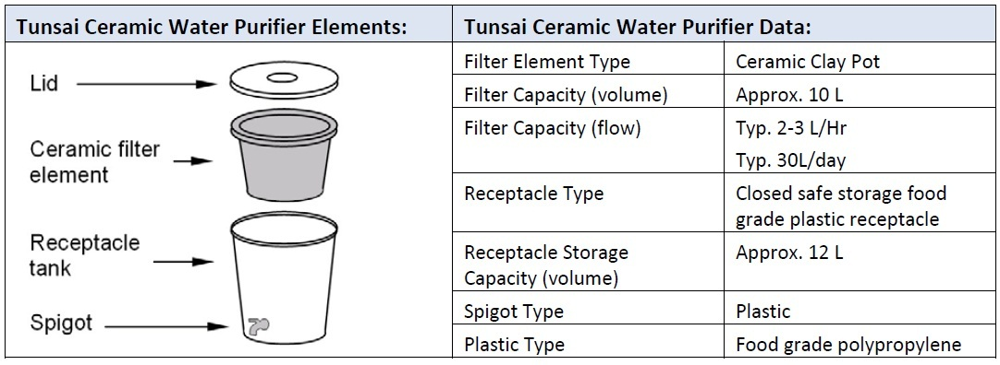 Tunsai Ceramic Water Purifier Elements:
Lid
Ceramic filter
element
Receptacle
tank
Spigot
Tunsai Ceramic Water Purifier Data:
Filter Element Type Ceramic Clay Pot
Filter Capacity (volume) Approx. 10 L
Filter Capacity (flow) Typ. 2-3 L/Hr
Typ. 30L/day
Receptacle Type Closed safe storage food
grade plastic receptacle
Receptacle Storage Approx. 12 L
Capacity (volume)
Spigot Type Plastic
Plastic Type Food grade polypropylene